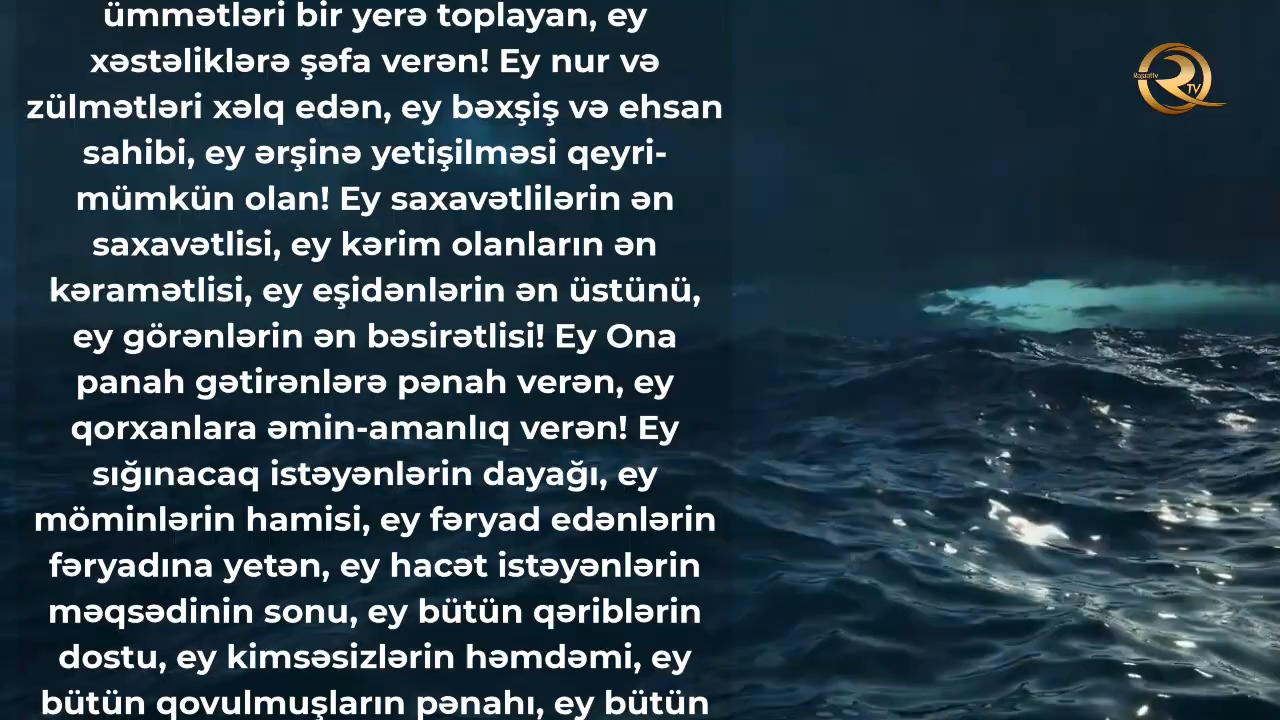 ümmətləri bir yerə toplayan, ey
xəstəliklərə şəfa verən! Ey nur və
zülmətləri xəlq edən, ey bəxşiş və ehsan
sahibi, ey ərşinə yetişilməsi qeyri-
mümkün olan! Ey saxavətlilərin ən
saxavətlisi, ey kərim olanların ən
kəramətlisi, ey eşidənlərin ən üstünü,
ey görənlərin ən bəsirətlisi! Ey Ona
panah gətirənlərə pənah verən, ey
qorxanlara əmin-amanlıq verən! Ey
sığınacaq istəyənlərin dayağı, ey
möminlərin hamisi, ey fəryad edənlərin
fəryadına yetən, ey hacət istəyənlərin
məqsədinin sonu, ey bütün qəriblərin
dostu, ey kimsəsizlərin həmdəmi, ey
bütün qovulmuşların pənahı, ey bütün
TV